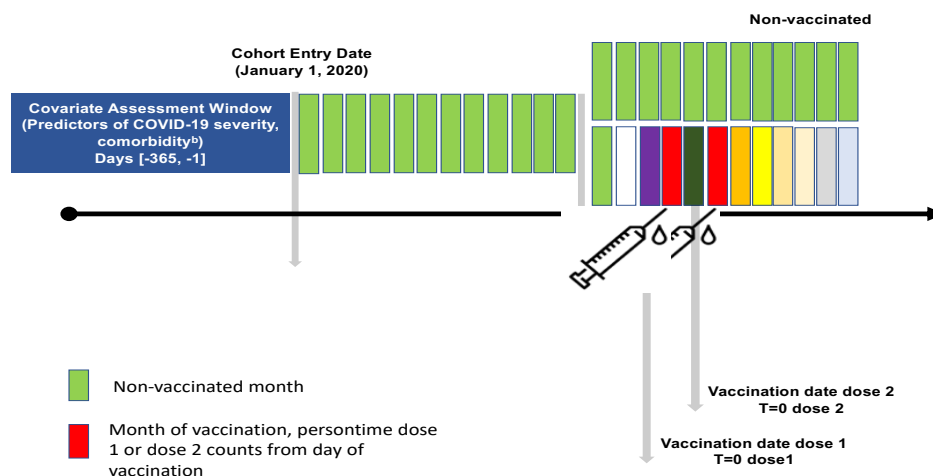 Non-vaccinated
Cohort Entry Date
(January 1, 2020)
Covariate Assessment Window
(Predictors of COVID-19 severity,
comorbidityᵇ)
Days [-365, -1]
Non-vaccinated month
Month of vaccination, persontime dose
1 or dose 2 counts from day of
vaccination
Vaccination date dose 2
T=0 dose 2
Vaccination date dose 1
T=0 dose1